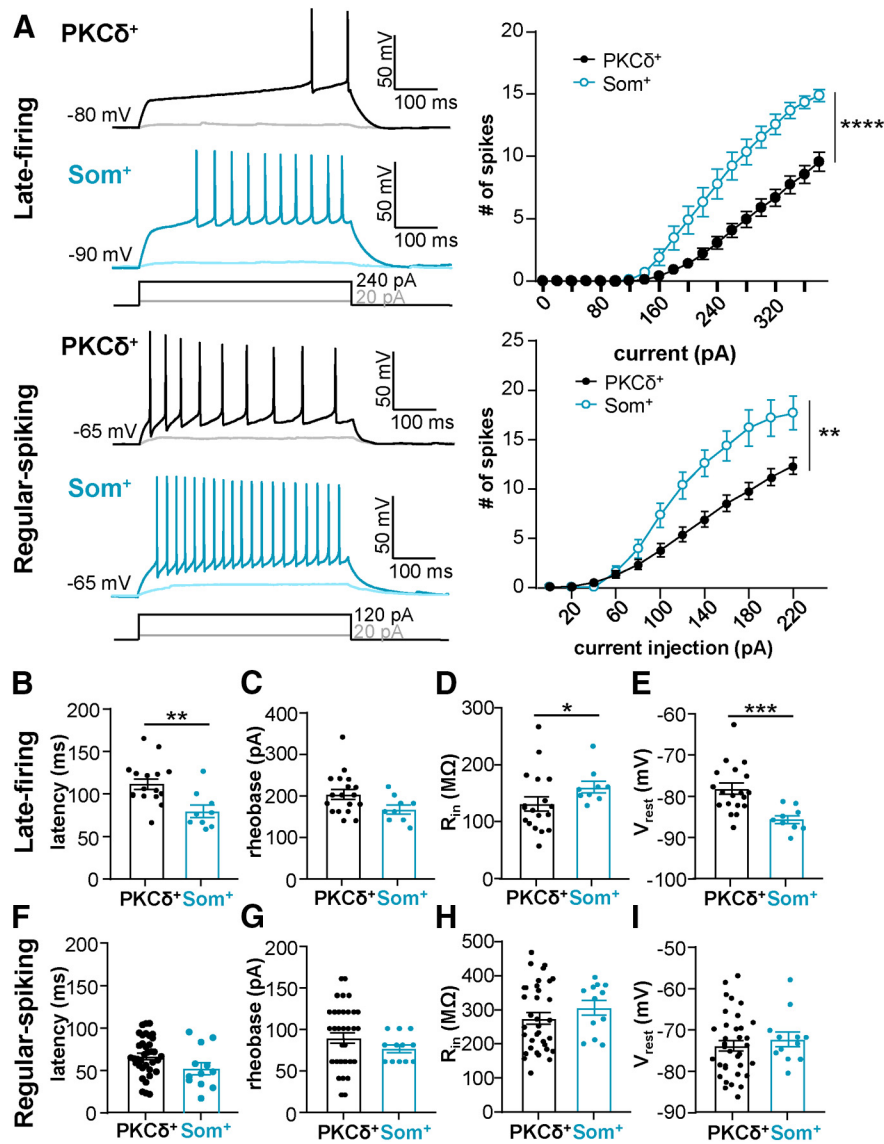 A
Late-firing
PKCδ⁺
-80 mV
50 mV
100 ms
Som⁺
-90 mV
50 mV
100 ms
240 pA
20 pA
# of spikes
20
15
10
5
0
PKCδ⁺
Som⁺
****
0 80 160 240 320
current (pA)
Regular-spiking
PKCδ⁺
-65 mV
50 mV
100 ms
Som⁺
-65 mV
50 mV
100 ms
120 pA
20 pA
# of spikes
25
20
15
10
5
0
PKCδ⁺
Som⁺
**
20 60 100 140 180 220
current injection (pA)
Late-firing
B
latency (ms)
200
150
100
50
0
**
PKCδ⁺ Som⁺
C
rheobase (pA)
400
300
200
100
0
PKCδ⁺ Som⁺
D
Rin (MΩ)
300
200
100
0
*
PKCδ⁺ Som⁺
E
Vrest (mV)
-60
-70
-80
-90
-100
***
PKCδ⁺ Som⁺
Regular-spiking
F
latency (ms)
200
150
100
50
0
PKCδ⁺ Som⁺
G
rheobase (pA)
200
150
100
50
0
PKCδ⁺ Som⁺
H
Rin (MΩ)
500
400
300
200
100
0
PKCδ⁺ Som⁺
I
Vrest (mV)
-50
-60
-70
-80
-90
PKCδ⁺ Som⁺